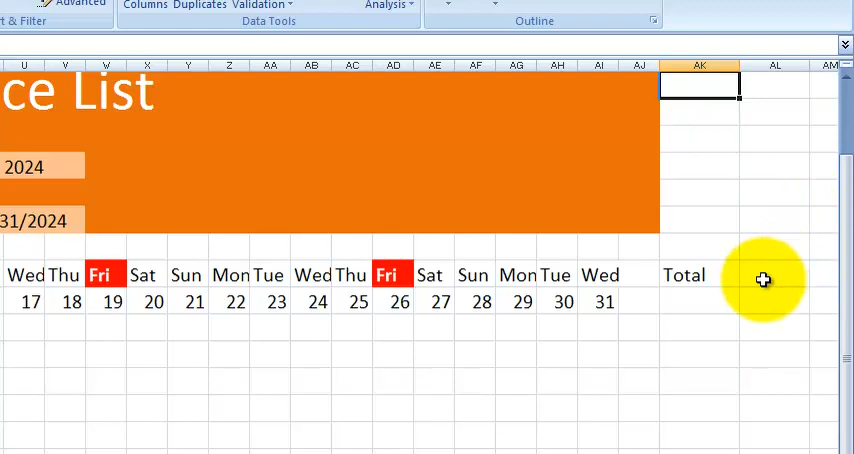 Advanced
Columns Duplicates Validation Analysis
rt & Filter Data Tools Outline
U V W X Y Z AA AB AC AD AE AF AG AH AI AJ AK AL AM
ce List
2024
31/2024
Wed Thu Fri Sat Sun Mon Tue Wed Thu Fri Sat Sun Mon Tue Wed Total
17 18 19 20 21 22 23 24 25 26 27 28 29 30 31